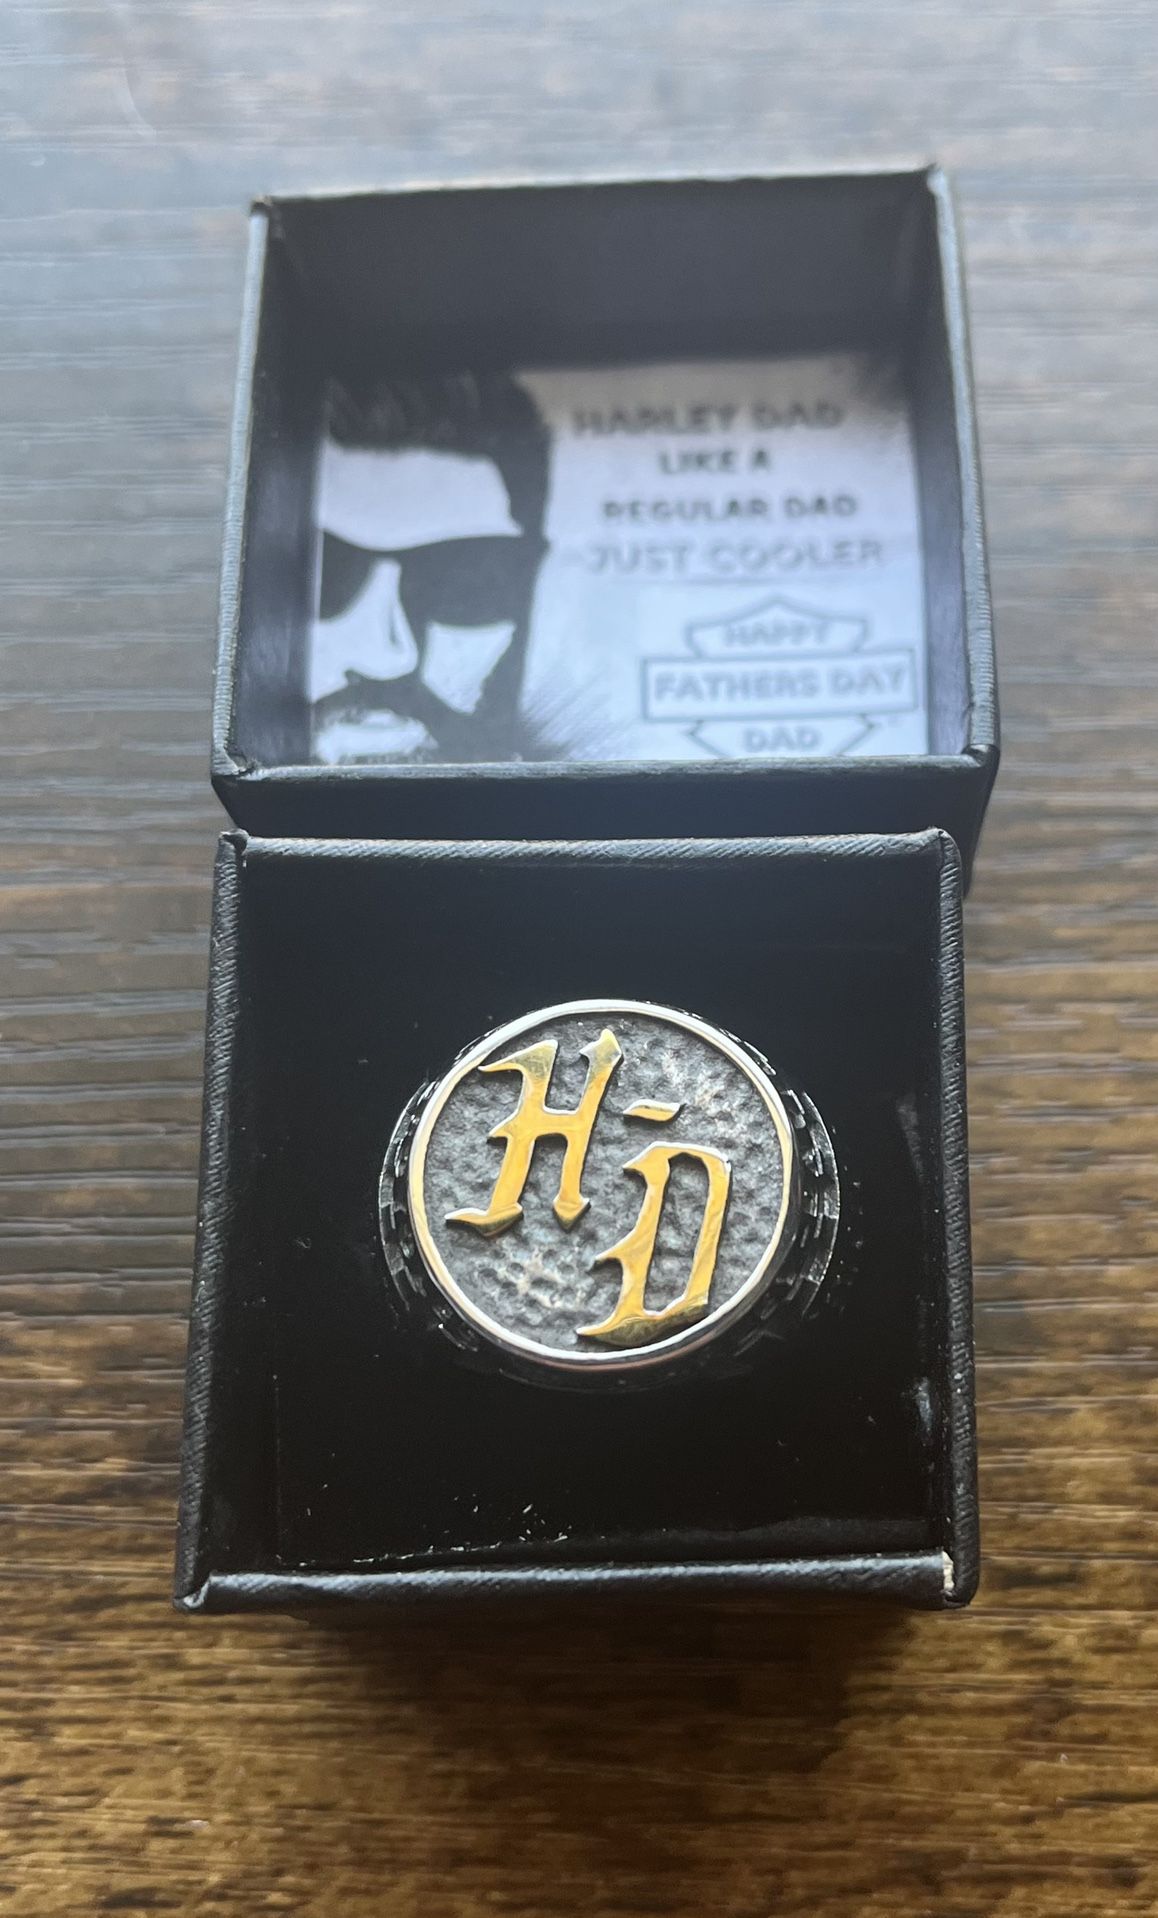 HARLEY DAD
LIKE A
REGULAR DAD
JUST COOLER
HAPPY
FATHERS DAY
DAD
H-D